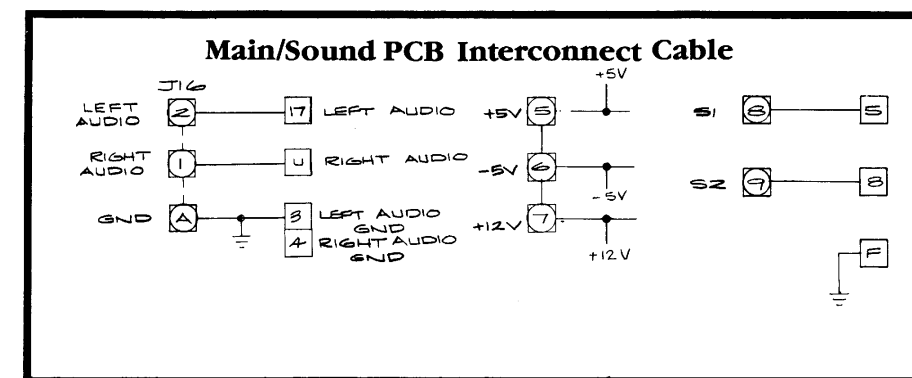 Main/Sound PCB Interconnect Cable
J16
LEFT AUDIO
2
17
LEFT AUDIO
RIGHT AUDIO
1
U
RIGHT AUDIO
GND
A
3
LEFT AUDIO GND
4
RIGHT AUDIO GND
+5V
5
+5V
-5V
6
-5V
+12V
7
+12V
S1
8
5
S2
9
8
F